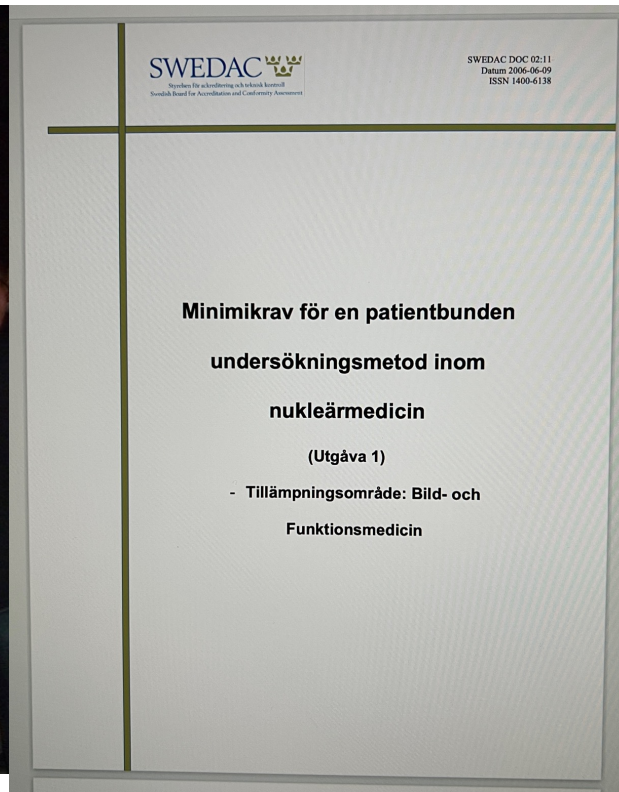 SWEDAC
Styrelsen för ackreditering och teknisk kontroll
Swedish Board for Accreditation and Conformity Assessment
SWEDAC DOC 02:11
Datum 2006-06-09
ISSN 1400-6138
Minimikrav för en patientbunden
undersökningsmetod inom
nukleärmedicin
(Utgåva 1)
- Tillämpningsområde: Bild- och
Funktionsmedicin